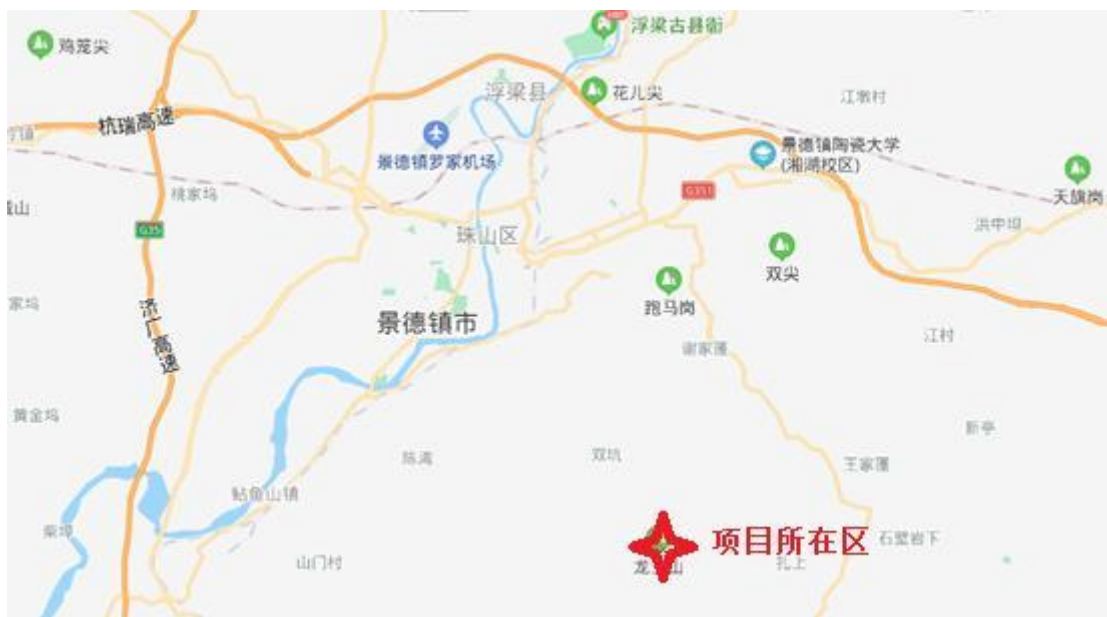 浮梁古县衙
鸡笼尖
浮梁县
花儿尖
江墩村
杭瑞高速
景德镇罗家机场
景德镇陶瓷大学
(湘湖校区)
桃家坞
G351
天旗岗
G35
珠山区
洪中坦
双尖
跑马岗
济广高速
景德镇市
江村
谢家蓬
黄金坞
新亭
陈湾
双坑
王家蓬
鲇鱼山镇
项目所在区
石壁岩下
山门村
孔上